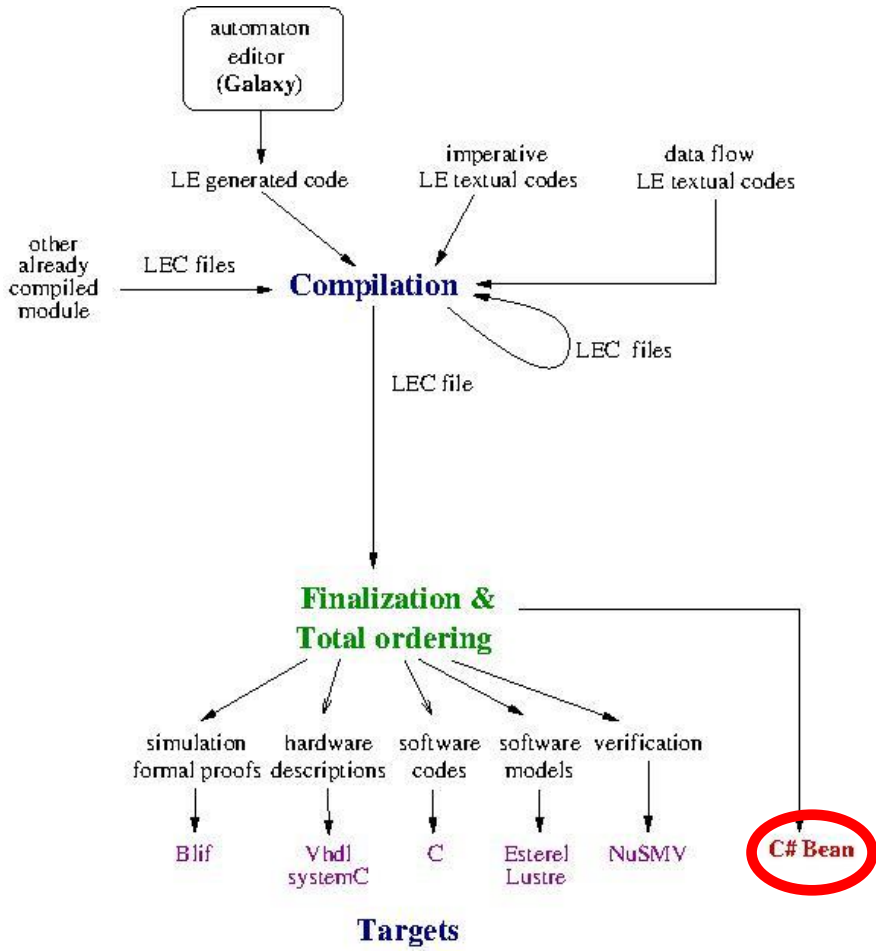 automaton
editor
(Galaxy)
LE generated code
imperative
LE textual codes
data flow
LE textual codes
other
already
compiled
module
LEC files
Compilation
LEC files
LEC file
Finalization &
Total ordering
simulation
formal proofs
hardware
descriptions
software
codes
software
models
verification
Blif
Vhdl
systemC
C
Esterel
Lustre
NuSMV
C# Bean
Targets